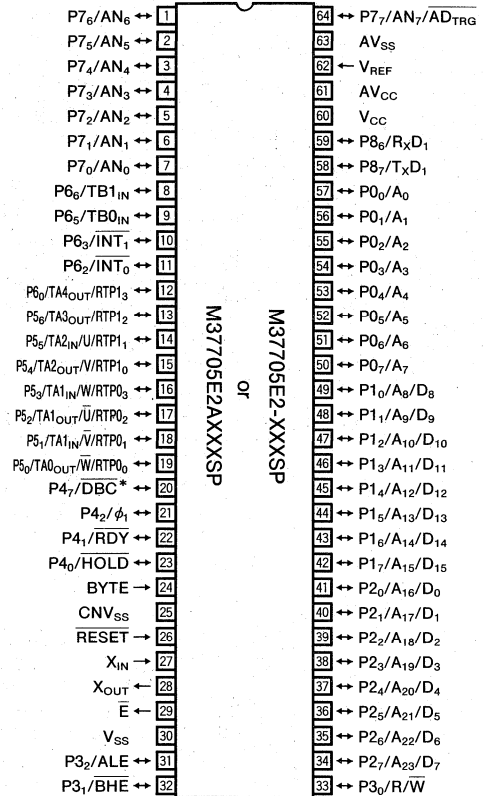 P7₆/AN₆ ↔ 1
P7₅/AN₅ ↔ 2
P7₄/AN₄ ↔ 3
P7₃/AN₃ ↔ 4
P7₂/AN₂ ↔ 5
P7₁/AN₁ ↔ 6
P7₀/AN₀ ↔ 7
P6₆/TB1IN ↔ 8
P6₅/TB0IN ↔ 9
P6₃/I̅N̅T̅₁ ↔ 10
P6₂/I̅N̅T̅₀ ↔ 11
P6₀/TA4OUT/RTP1₃ ↔ 12
P5₆/TA3OUT/RTP1₂ ↔ 13
P5₅/TA2IN/U/RTP1₁ ↔ 14
P5₄/TA2OUT/V/RTP1₀ ↔ 15
P5₃/TA1IN/W/RTP0₃ ↔ 16
P5₂/TA1OUT/U̅/RTP0₂ ↔ 17
P5₁/TA1IN/V̅/RTP0₁ ↔ 18
P5₀/TA0OUT/W̅/RTP0₀ ↔ 19
P4₇/D̅B̅C̅* ↔ 20
P4₂/ϕ₁ ↔ 21
P4₁/R̅D̅Y̅ ↔ 22
P4₀/H̅O̅L̅D̅ ↔ 23
BYTE → 24
CNVSS 25
R̅E̅S̅E̅T̅ → 26
XIN → 27
XOUT ← 28
E̅ ← 29
VSS 30
P3₂/ALE ↔ 31
P3₁/B̅H̅E̅ ↔ 32
M37705E2-XXXSP
or
M37705E2AXXXSP
64 ↔ P7₇/AN₇/A̅D̅T̅R̅G̅
63 AVSS
62 ← VREF
61 AVCC
60 VCC
59 ↔ P8₆/RXD₁
58 ↔ P8₇/TXD₁
57 ↔ P0₀/A₀
56 ↔ P0₁/A₁
55 ↔ P0₂/A₂
54 ↔ P0₃/A₃
53 ↔ P0₄/A₄
52 ↔ P0₅/A₅
51 ↔ P0₆/A₆
50 ↔ P0₇/A₇
49 ↔ P1₀/A₈/D₈
48 ↔ P1₁/A₉/D₉
47 ↔ P1₂/A₁₀/D₁₀
46 ↔ P1₃/A₁₁/D₁₁
45 ↔ P1₄/A₁₂/D₁₂
44 ↔ P1₅/A₁₃/D₁₃
43 ↔ P1₆/A₁₄/D₁₄
42 ↔ P1₇/A₁₅/D₁₅
41 ↔ P2₀/A₁₆/D₀
40 ↔ P2₁/A₁₇/D₁
39 ↔ P2₂/A₁₈/D₂
38 ↔ P2₃/A₁₉/D₃
37 ↔ P2₄/A₂₀/D₄
36 ↔ P2₅/A₂₁/D₅
35 ↔ P2₆/A₂₂/D₆
34 ↔ P2₇/A₂₃/D₇
33 ↔ P3₀/R/W̅